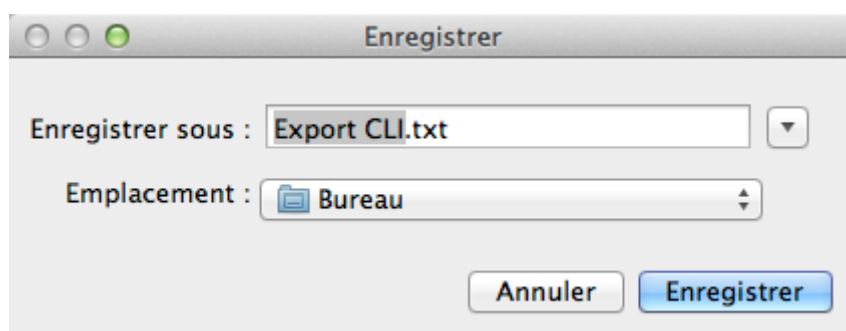 Enregistrer
Enregistrer sous : Export CLI.txt
Emplacement : Bureau
Annuler Enregistrer